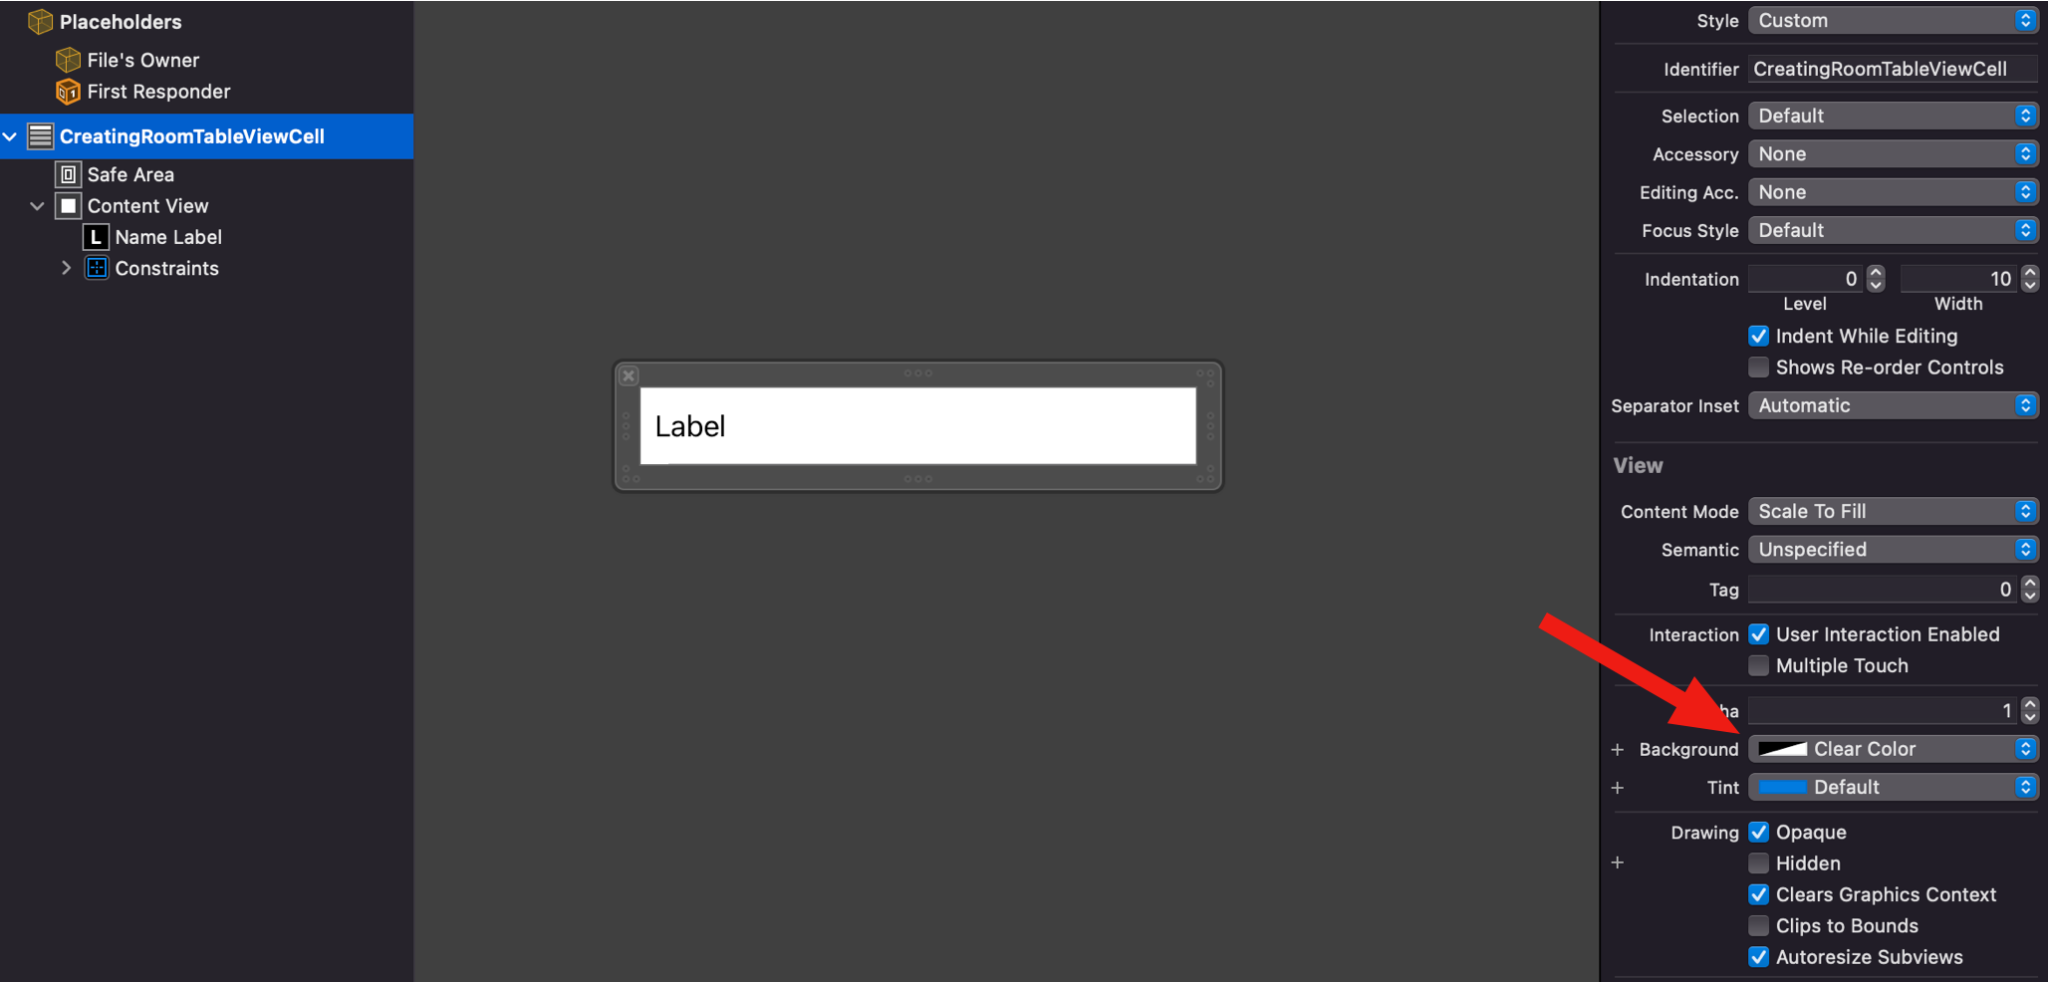 Placeholders
File's Owner
First Responder
CreatingRoomTableViewCell
Safe Area
Content View
L Name Label
Constraints
Label
Style Custom
Identifier CreatingRoomTableViewCell
Selection Default
Accessory None
Editing Acc. None
Focus Style Default
Indentation 0 10
Level Width
Indent While Editing
Shows Re-order Controls
Separator Inset Automatic
View
Content Mode Scale To Fill
Semantic Unspecified
Tag 0
Interaction User Interaction Enabled
Multiple Touch
ha 1
+ Background Clear Color
+ Tint Default
Drawing Opaque
+ Hidden
Clears Graphics Context
Clips to Bounds
Autoresize Subviews